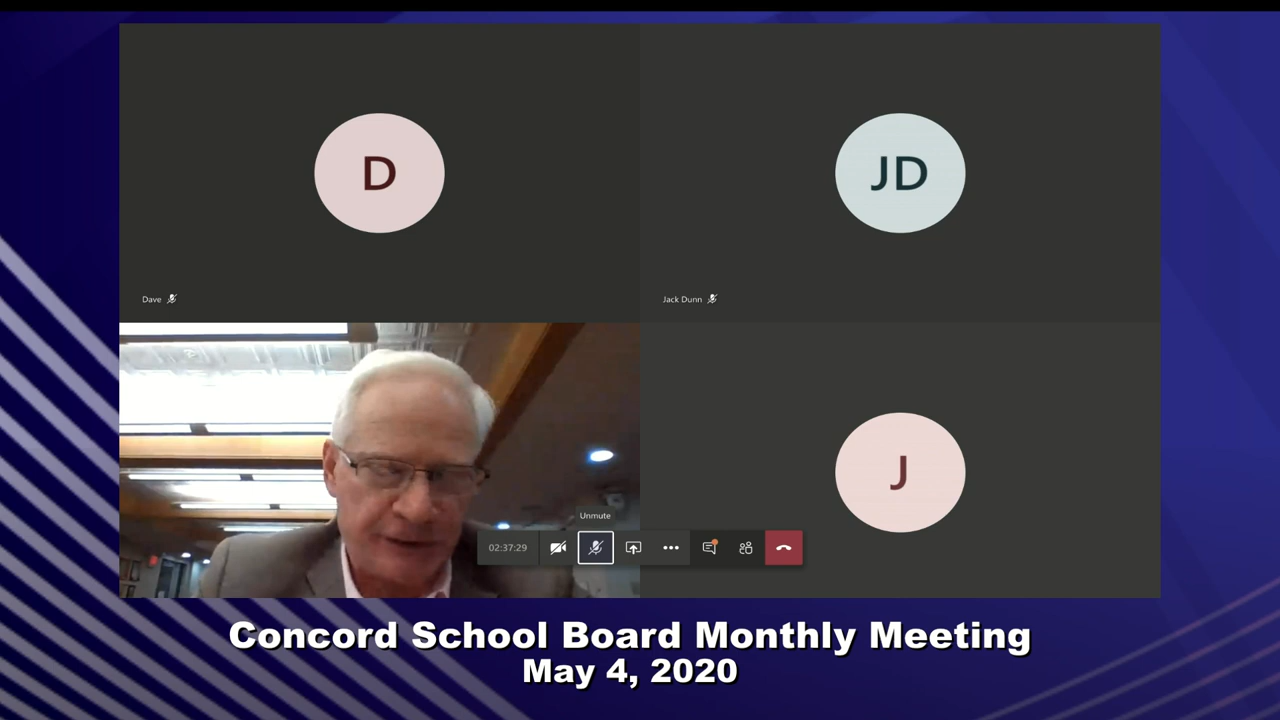 D
JD
Dave
Jack Dunn
J
Unmute
02:37:29
Concord School Board Monthly Meeting
May 4, 2020